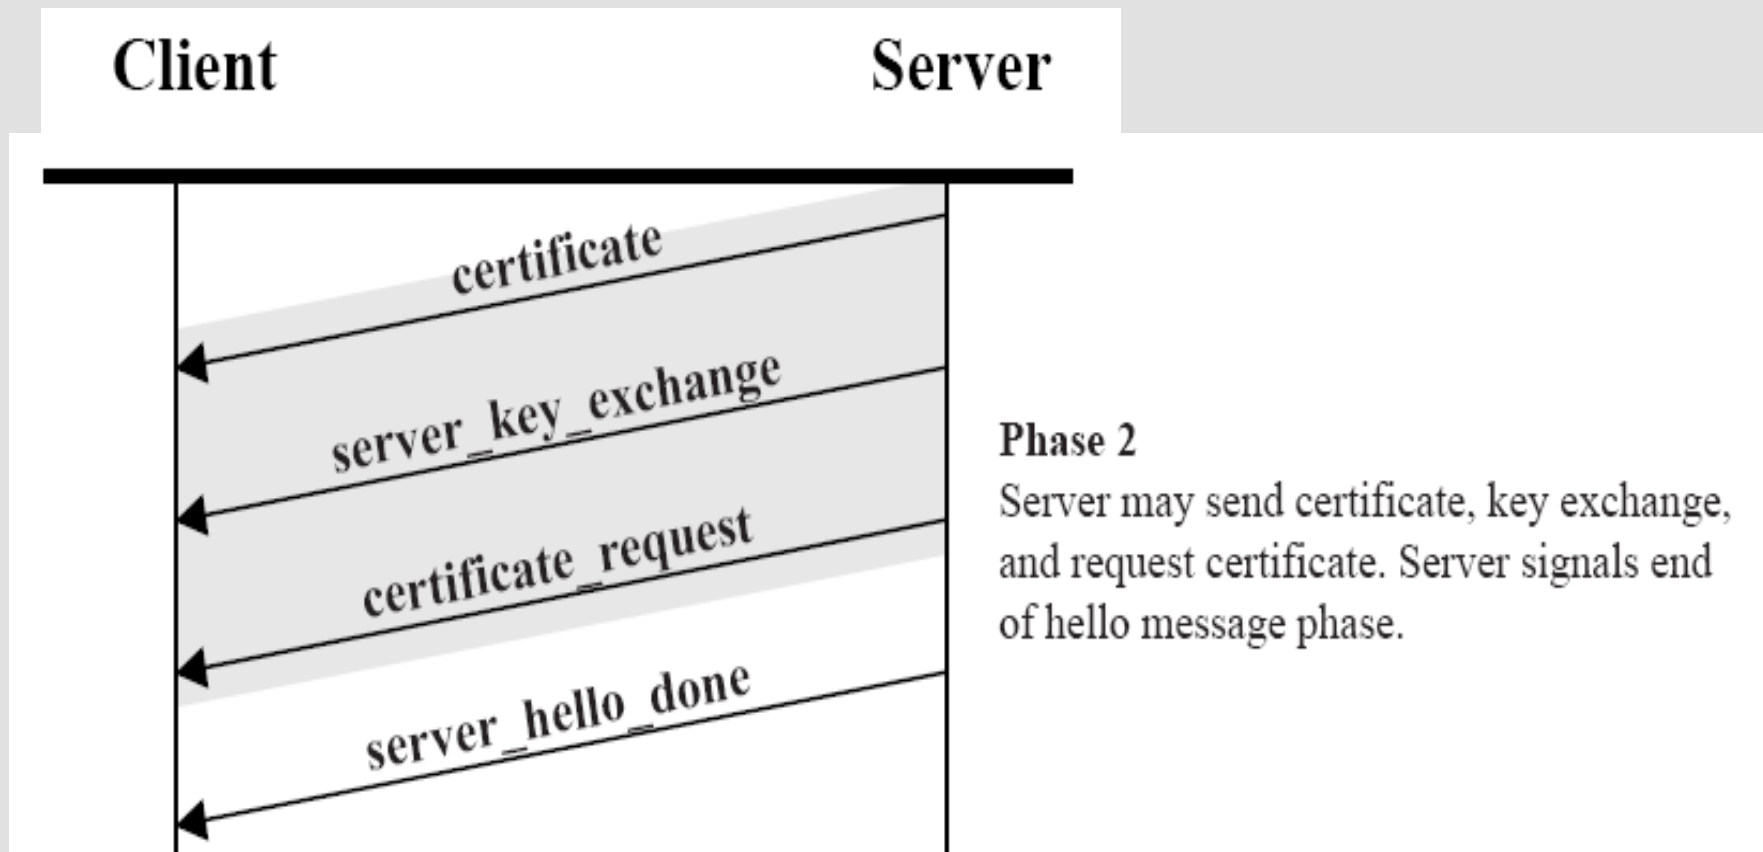 Client Server
certificate
server_key_exchange
certificate_request
server_hello_done
Phase 2
Server may send certificate, key exchange,
and request certificate. Server signals end
of hello message phase.